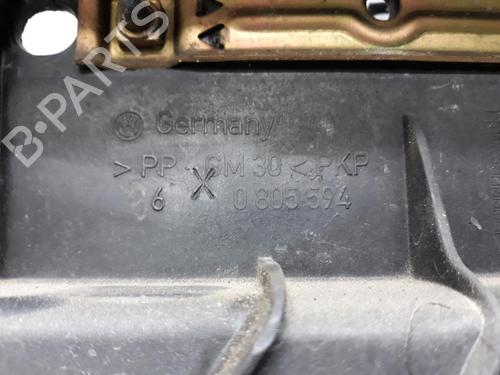 B-PARTS
Germany
> PP - GM 30 < PKP
6 X 0 805 594